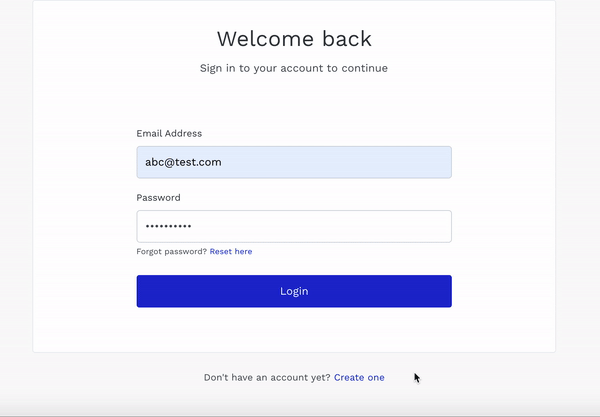 Welcome back
Sign in to your account to continue
Email Address
abc@test.com
Password
••••••••••
Forgot password? Reset here
Login
Don't have an account yet? Create one